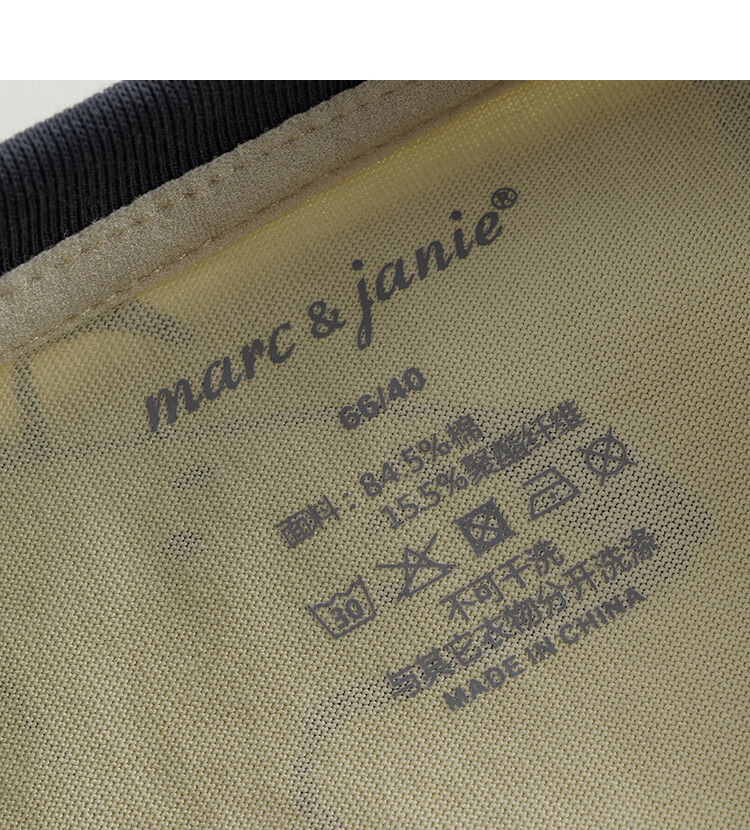 marc & janie®
66/40
面料：84.5%棉
15.5%聚酯纤维
30
不可干洗
与其它衣物分开洗涤
MADE IN CHINA